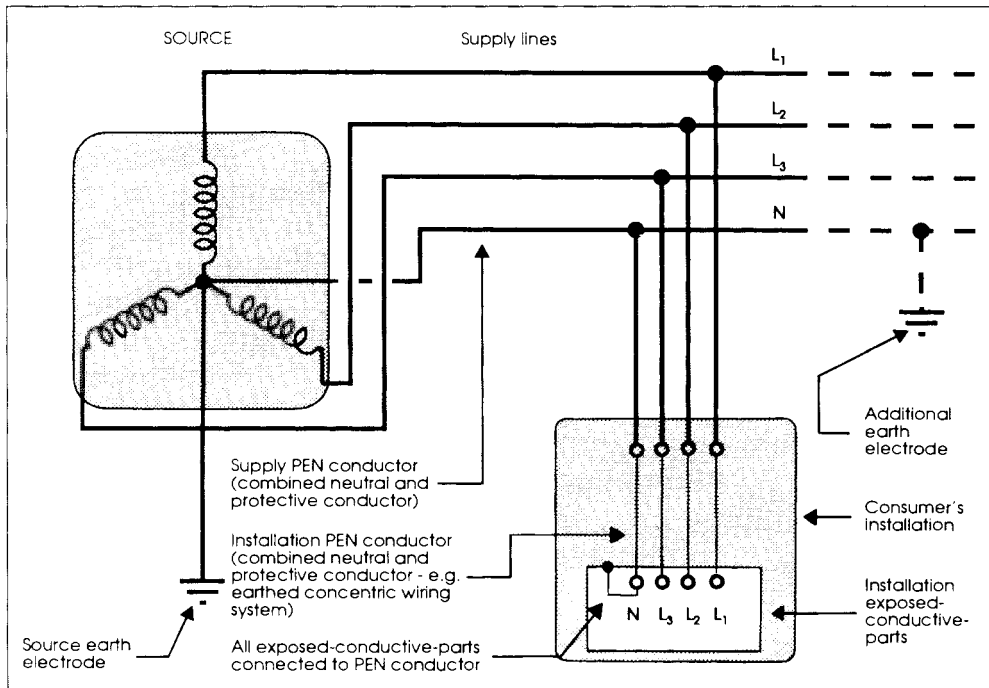 SOURCE
Supply lines
L₁
L₂
L₃
N
Additional
earth
electrode
Supply PEN conductor
(combined neutral and
protective conductor)
Consumer's
installation
Installation PEN conductor
(combined neutral and
protective conductor - e.g.
earthed concentric wiring
system)
N L₃ L₂ L₁
Installation
exposed-
conductive-
parts
Source earth
electrode
All exposed-conductive-parts
connected to PEN conductor